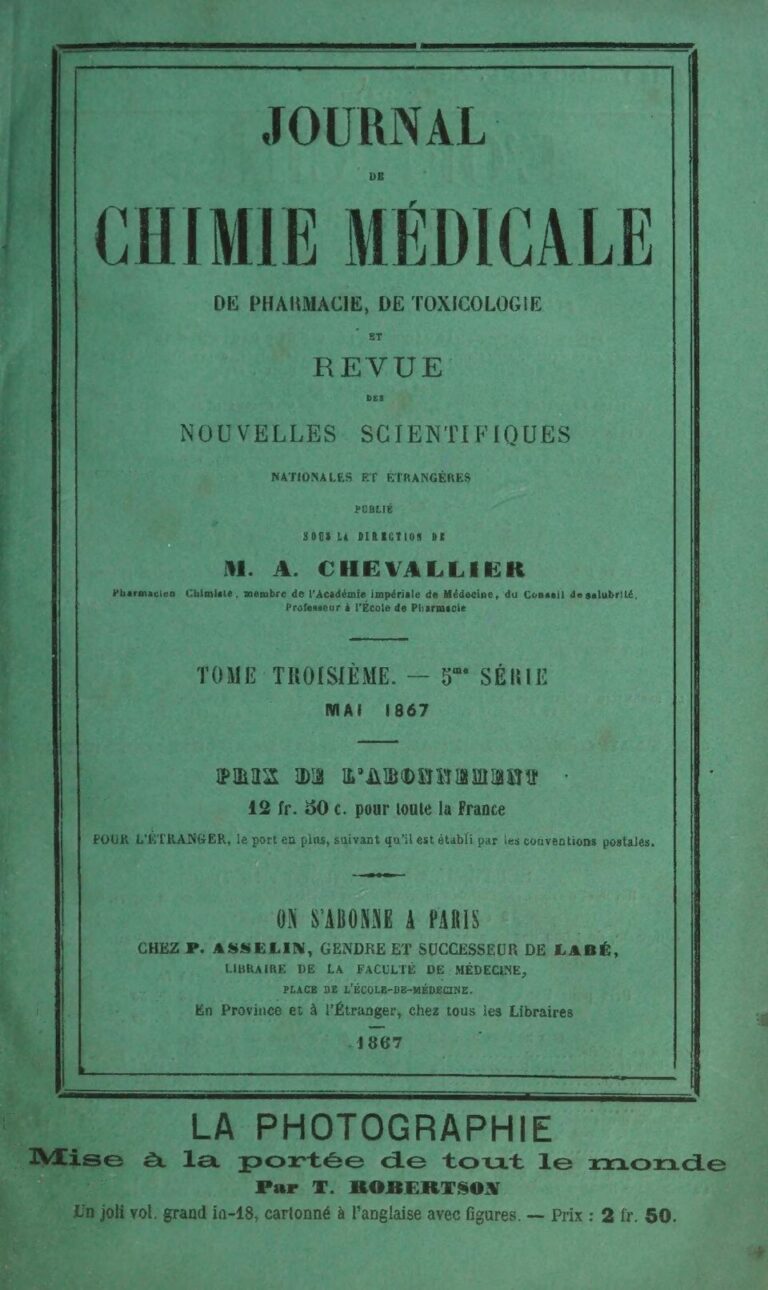 JOURNAL
DE
CHIMIE MÉDICALE
DE PHARMACIE, DE TOXICOLOGIE
ET
REVUE
DES
NOUVELLES SCIENTIFIQUES
NATIONALES ET ÉTRANGÈRES
PUBLIÉ
SOUS LA DIRECTION DE
M. A. CHEVALLIER
Pharmacien Chimiste, membre de l'Académie impériale de Médecine, du Conseil de salubrité,
Professeur à l'École de Pharmacie
TOME TROISIÈME. — 5me SÉRIE
MAI 1867
PRIX DE L'ABONNEMENT
12 fr. 50 c. pour toute la France
POUR L'ÉTRANGER, le port en plus, suivant qu'il est établi par les conventions postales.
ON S'ABONNE A PARIS
CHEZ P. ASSELIN, GENDRE ET SUCCESSEUR DE LABÉ,
LIBRAIRE DE LA FACULTÉ DE MÉDECINE,
PLACE DE L'ÉCOLE-DE-MÉDECINE.
En Province et à l'Étranger, chez tous les Libraires
1867
LA PHOTOGRAPHIE
Mise à la portée de tout le monde
Par T. ROBERTSON
Un joli vol. grand in-18, cartonné à l'anglaise avec figures. — Prix : 2 fr. 50.